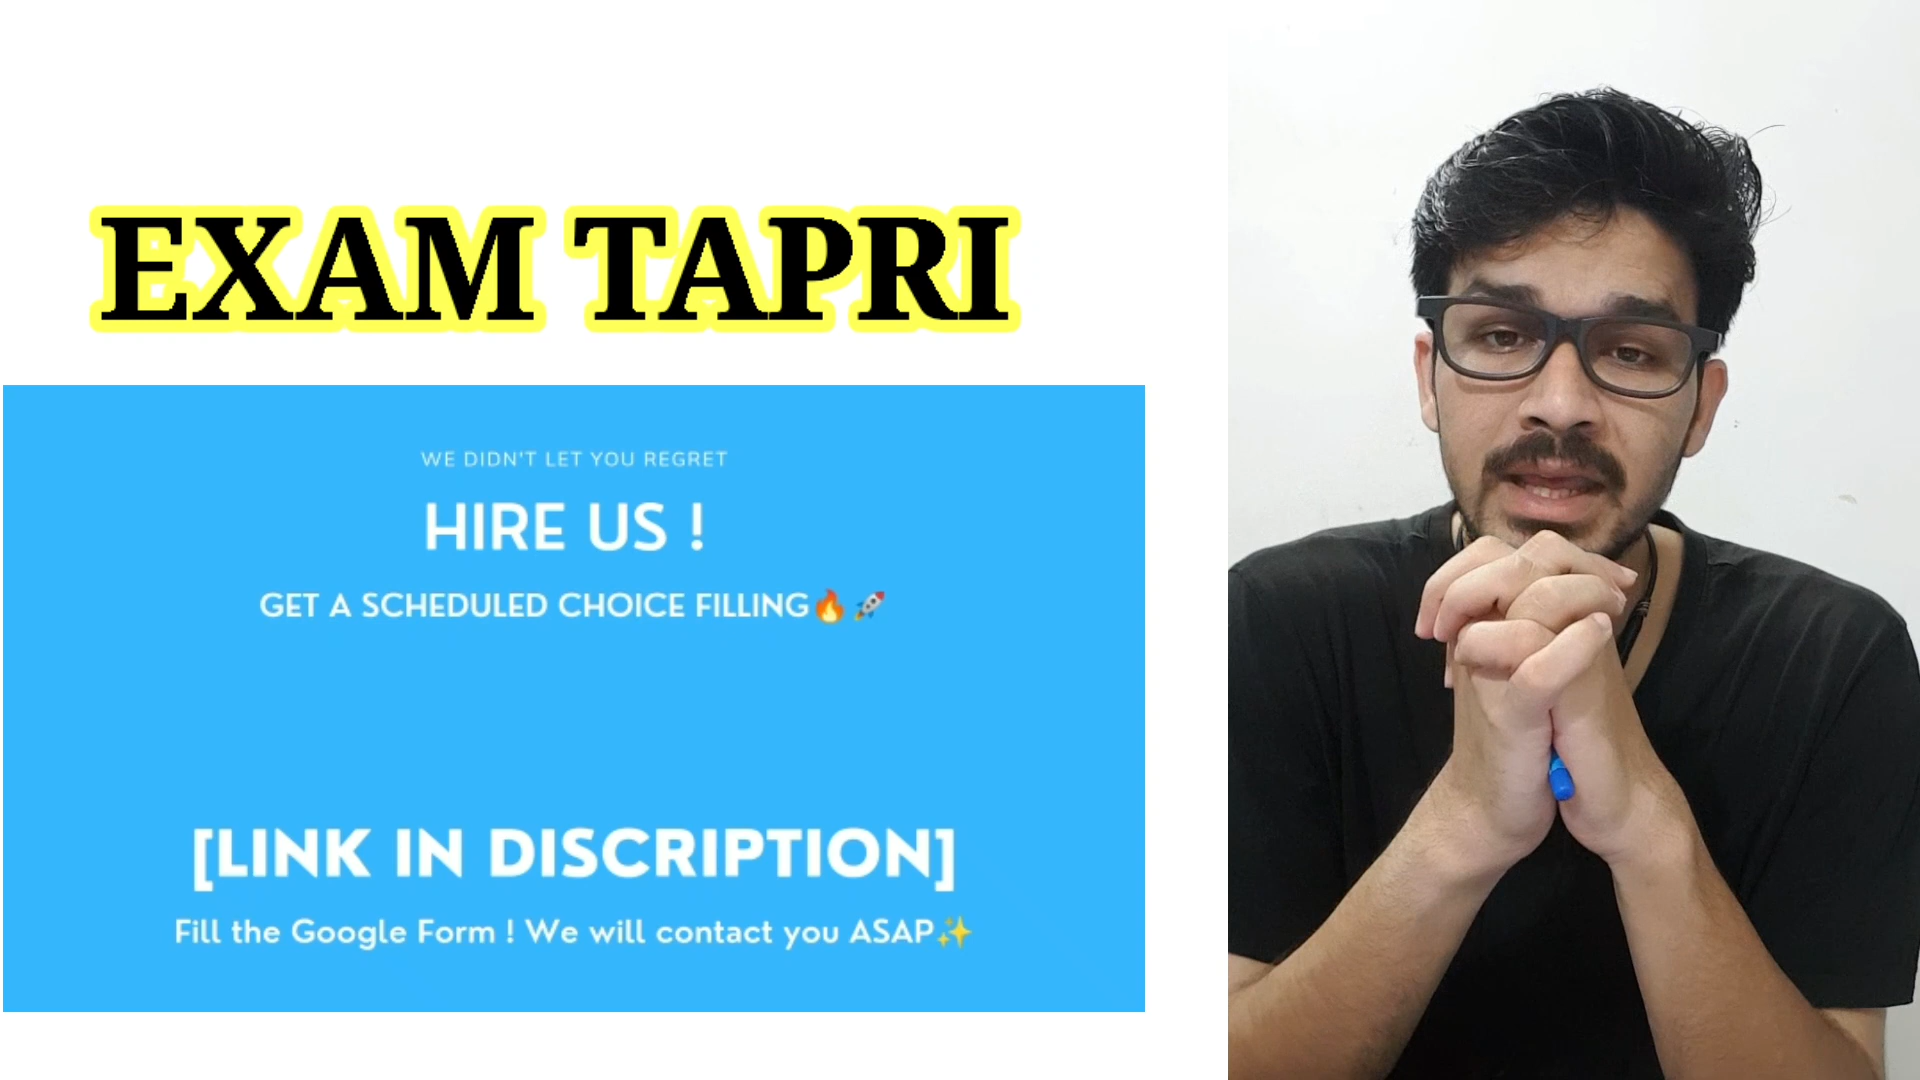 EXAM TAPRI
WE DIDN'T LET YOU REGRET
HIRE US !
GET A SCHEDULED CHOICE FILLING🔥🚀
[LINK IN DISCRIPTION]
Fill the Google Form ! We will contact you ASAP✨